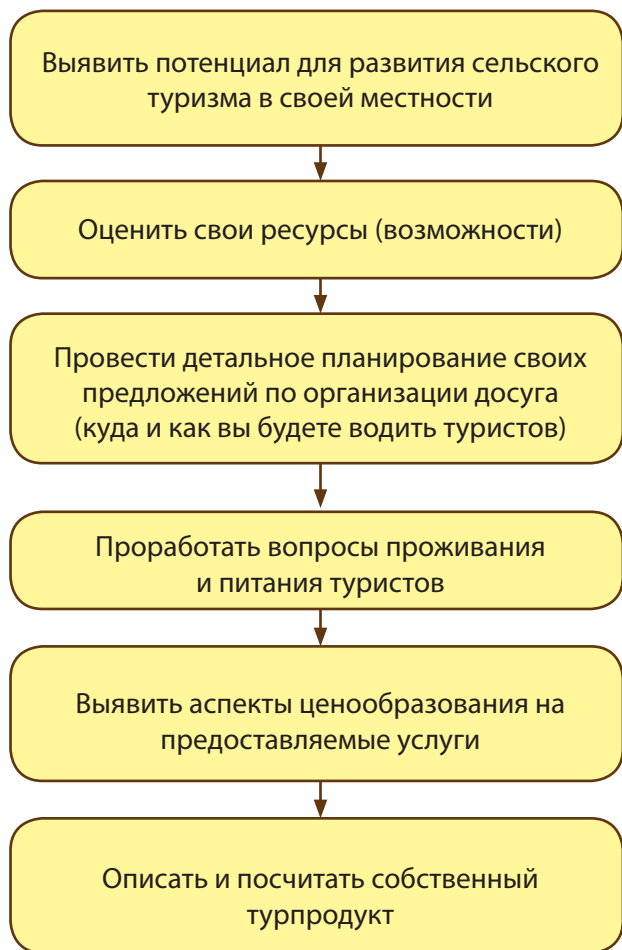 Выявить потенциал для развития сельского
туризма в своей местности
Оценить свои ресурсы (возможности)
Провести детальное планирование своих
предложений по организации досуга
(куда и как вы будете водить туристов)
Проработать вопросы проживания
и питания туристов
Выявить аспекты ценообразования на
предоставляемые услуги
Описать и посчитать собственный
турпродукт